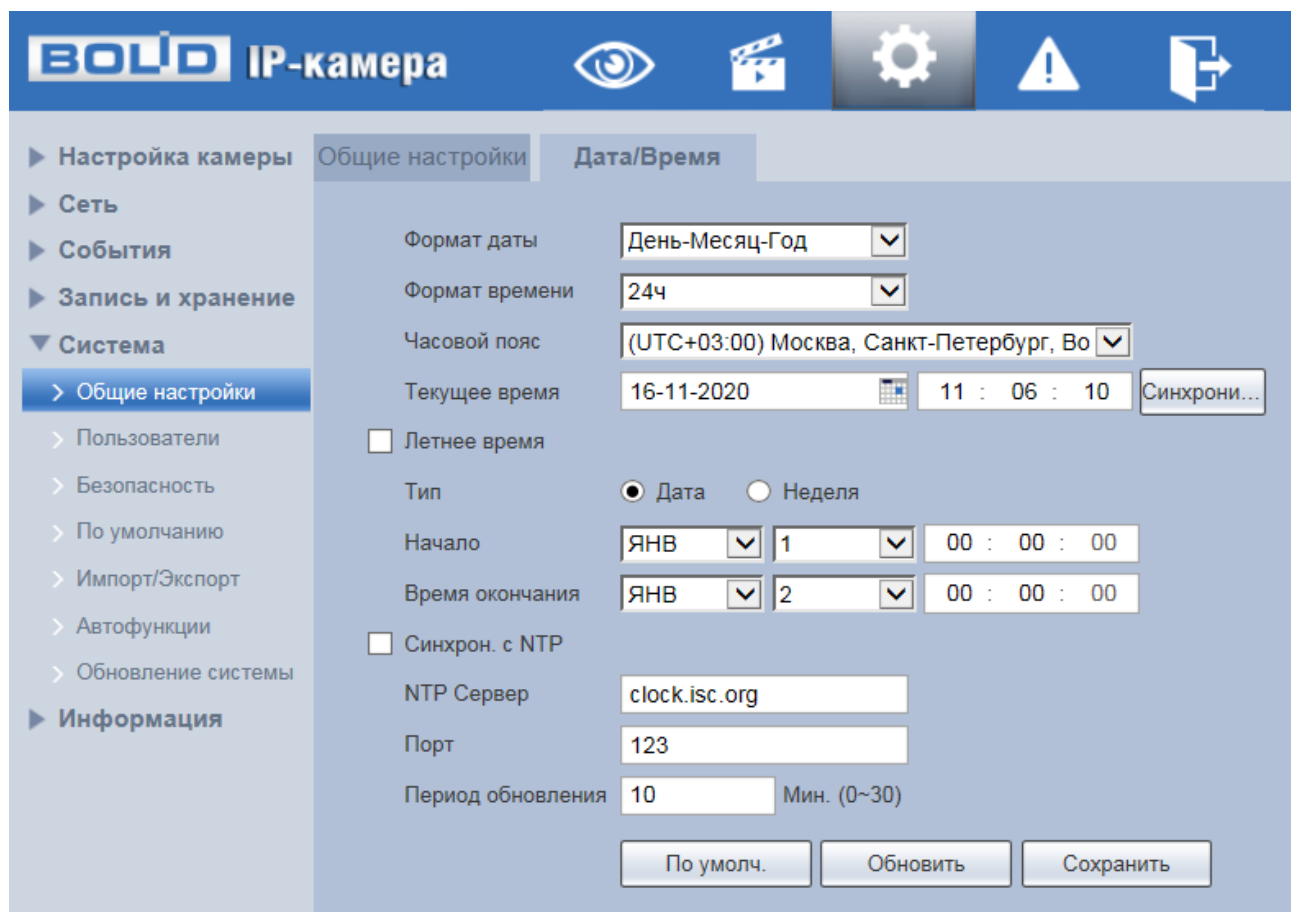 BOLID IP-камера
Настройка камеры
Сеть
События
Запись и хранение
Система
Общие настройки
Пользователи
Безопасность
По умолчанию
Импорт/Экспорт
Автофункции
Обновление системы
Информация
Общие настройки Дата/Время
Формат даты День-Месяц-Год
Формат времени 24ч
Часовой пояс (UTC+03:00) Москва, Санкт-Петербург, Во
Текущее время 16-11-2020 11 : 06 : 10 Синхрони...
Летнее время
Тип Дата Неделя
Начало ЯНВ 1 00 : 00 : 00
Время окончания ЯНВ 2 00 : 00 : 00
Синхрон. с NTP
NTP Сервер clock.isc.org
Порт 123
Период обновления 10 Мин. (0~30)
По умолч. Обновить Сохранить